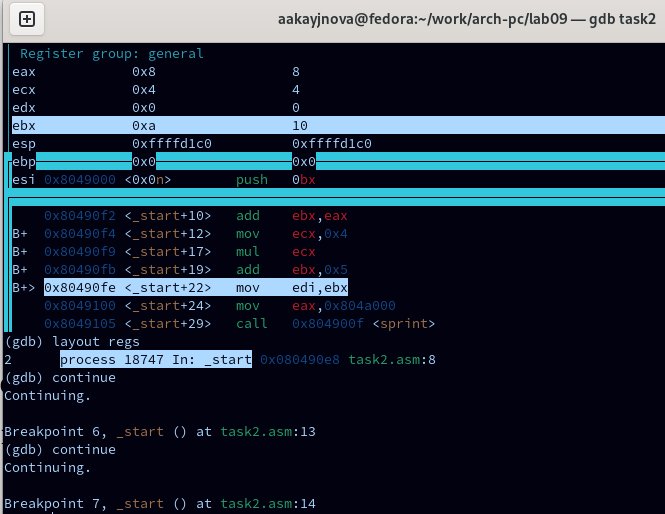 aakayjnova@fedora:~/work/arch-pc/lab09 — gdb task2
Register group: general
eax 0x8 8
ecx 0x4 4
edx 0x0 0
ebx 0xa 10
esp 0xffffd1c0 0xffffd1c0
ebp 0x0 0x0
esi 0x8049000 <0x0n> push 0bx
0x80490f2 <_start+10> add ebx,eax
B+ 0x80490f4 <_start+12> mov ecx,0x4
B+ 0x80490f9 <_start+17> mul ecx
B+ 0x80490fb <_start+19> add ebx,0x5
B+> 0x80490fe <_start+22> mov edi,ebx
0x8049100 <_start+24> mov eax,0x804a000
0x8049105 <_start+29> call 0x804900f <sprint>
(gdb) layout regs
2 process 18747 In: _start 0x080490e8 task2.asm:8
(gdb) continue
Continuing.
Breakpoint 6, _start () at task2.asm:13
(gdb) continue
Continuing.
Breakpoint 7, _start () at task2.asm:14